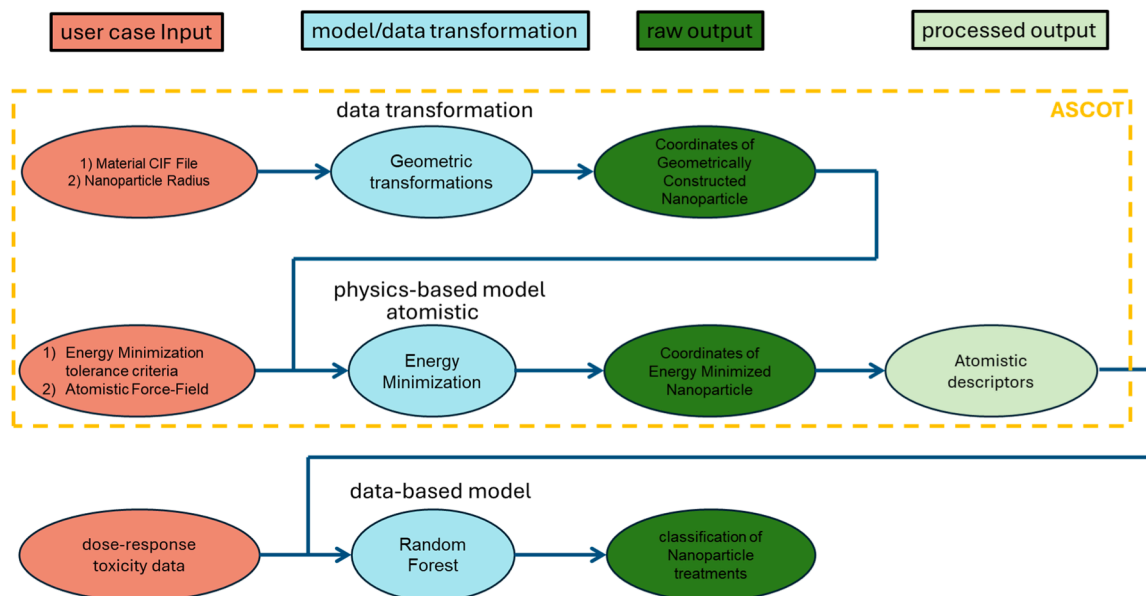 user case Input
model/data transformation
raw output
processed output
ASCOT
data transformation
1) Material CIF File
2) Nanoparticle Radius
Geometric
transformations
Coordinates of
Geometrically
Constructed
Nanoparticle
physics-based model
atomistic
1) Energy Minimization
tolerance criteria
2) Atomistic Force-Field
Energy
Minimization
Coordinates of
Energy Minimized
Nanoparticle
Atomistic
descriptors
data-based model
dose-response
toxicity data
Random
Forest
classification of
Nanoparticle
treatments